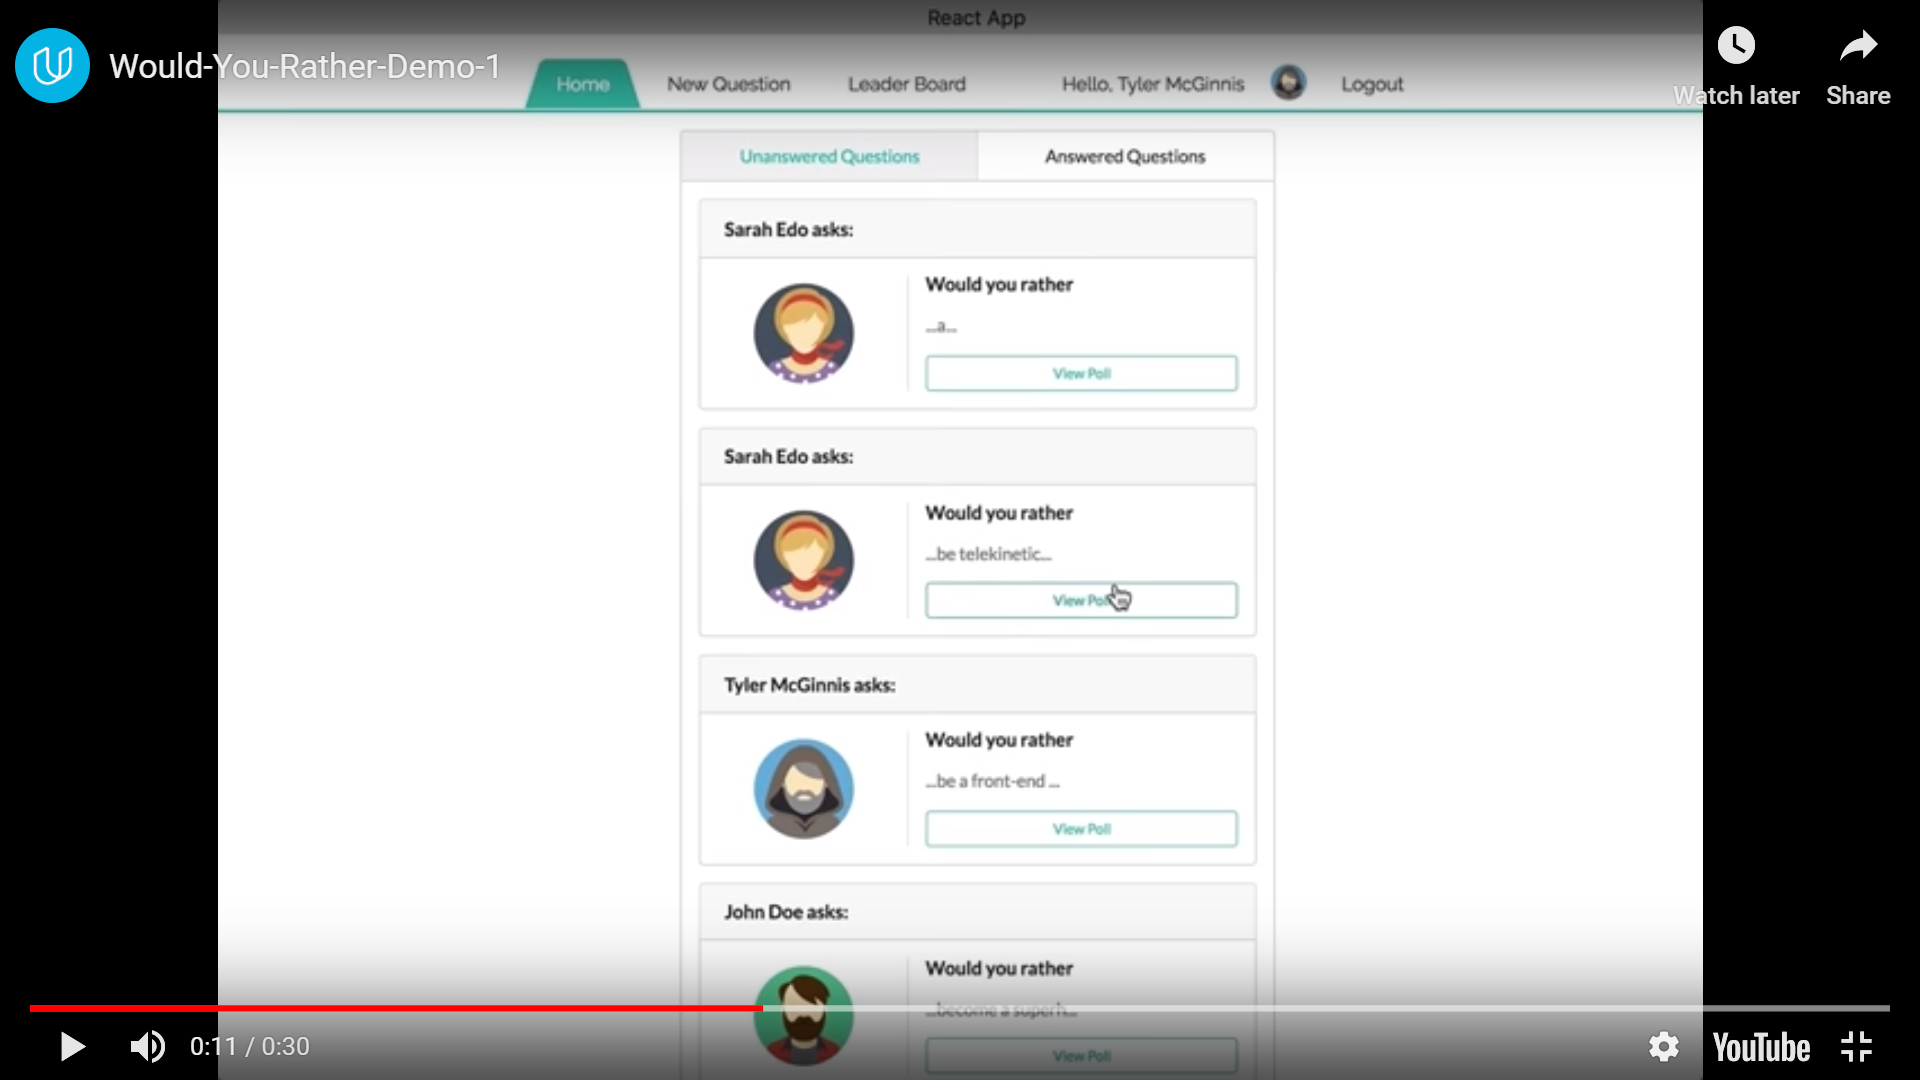 React App
Would-You-Rather-Demo-1
Watch later
Share
Home
New Question
Leader Board
Hello, Tyler McGinnis
Logout
Unanswered Questions
Answered Questions
Sarah Edo asks:
Would you rather
...a...
View Poll
Sarah Edo asks:
Would you rather
...be telekinetic...
View Poll
Tyler McGinnis asks:
Would you rather
...be a front-end ...
View Poll
John Doe asks:
Would you rather
...become a superh...
View Poll
0:11 / 0:30
YouTube